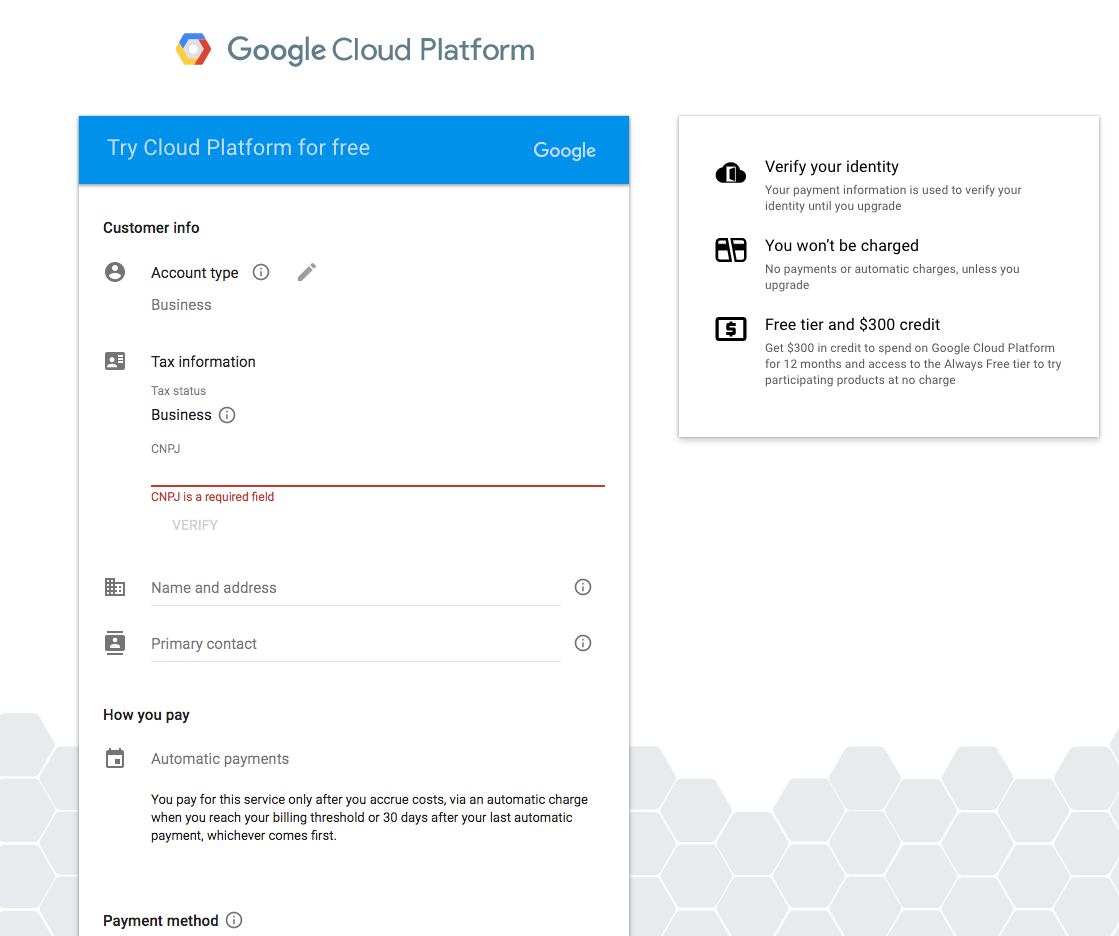 Google Cloud Platform
Try Cloud Platform for free
Google
Customer info
Account type
Business
Tax information
Tax status
Business
CNPJ
CNPJ is a required field
VERIFY
Name and address
Primary contact
How you pay
Automatic payments
You pay for this service only after you accrue costs, via an automatic charge
when you reach your billing threshold or 30 days after your last automatic
payment, whichever comes first.
Payment method
Verify your identity
Your payment information is used to verify your
identity until you upgrade
You won’t be charged
No payments or automatic charges, unless you
upgrade
Free tier and $300 credit
Get $300 in credit to spend on Google Cloud Platform
for 12 months and access to the Always Free tier to try
participating products at no charge